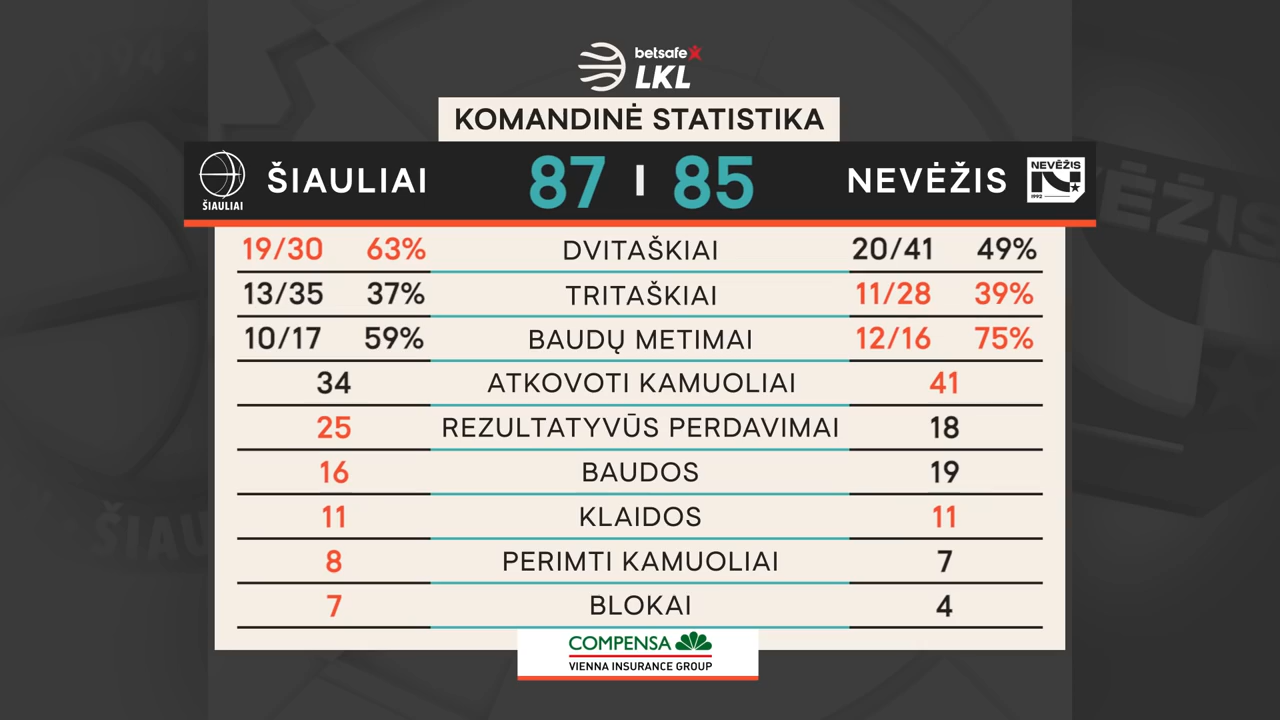 betsafe
LKL
KOMANDINĖ STATISTIKA
ŠIAULIAI
ŠIAULIAI 87 I 85 NEVĖŽIS
NEVĖŽIS
1992
19/30 63% DVITAŠKIAI 20/41 49%
13/35 37% TRITAŠKIAI 11/28 39%
10/17 59% BAUDŲ METIMAI 12/16 75%
34 ATKOVOTI KAMUOLIAI 41
25 REZULTATYVŪS PERDAVIMAI 18
16 BAUDOS 19
11 KLAIDOS 11
8 PERIMTI KAMUOLIAI 7
7 BLOKAI 4
COMPENSA
VIENNA INSURANCE GROUP